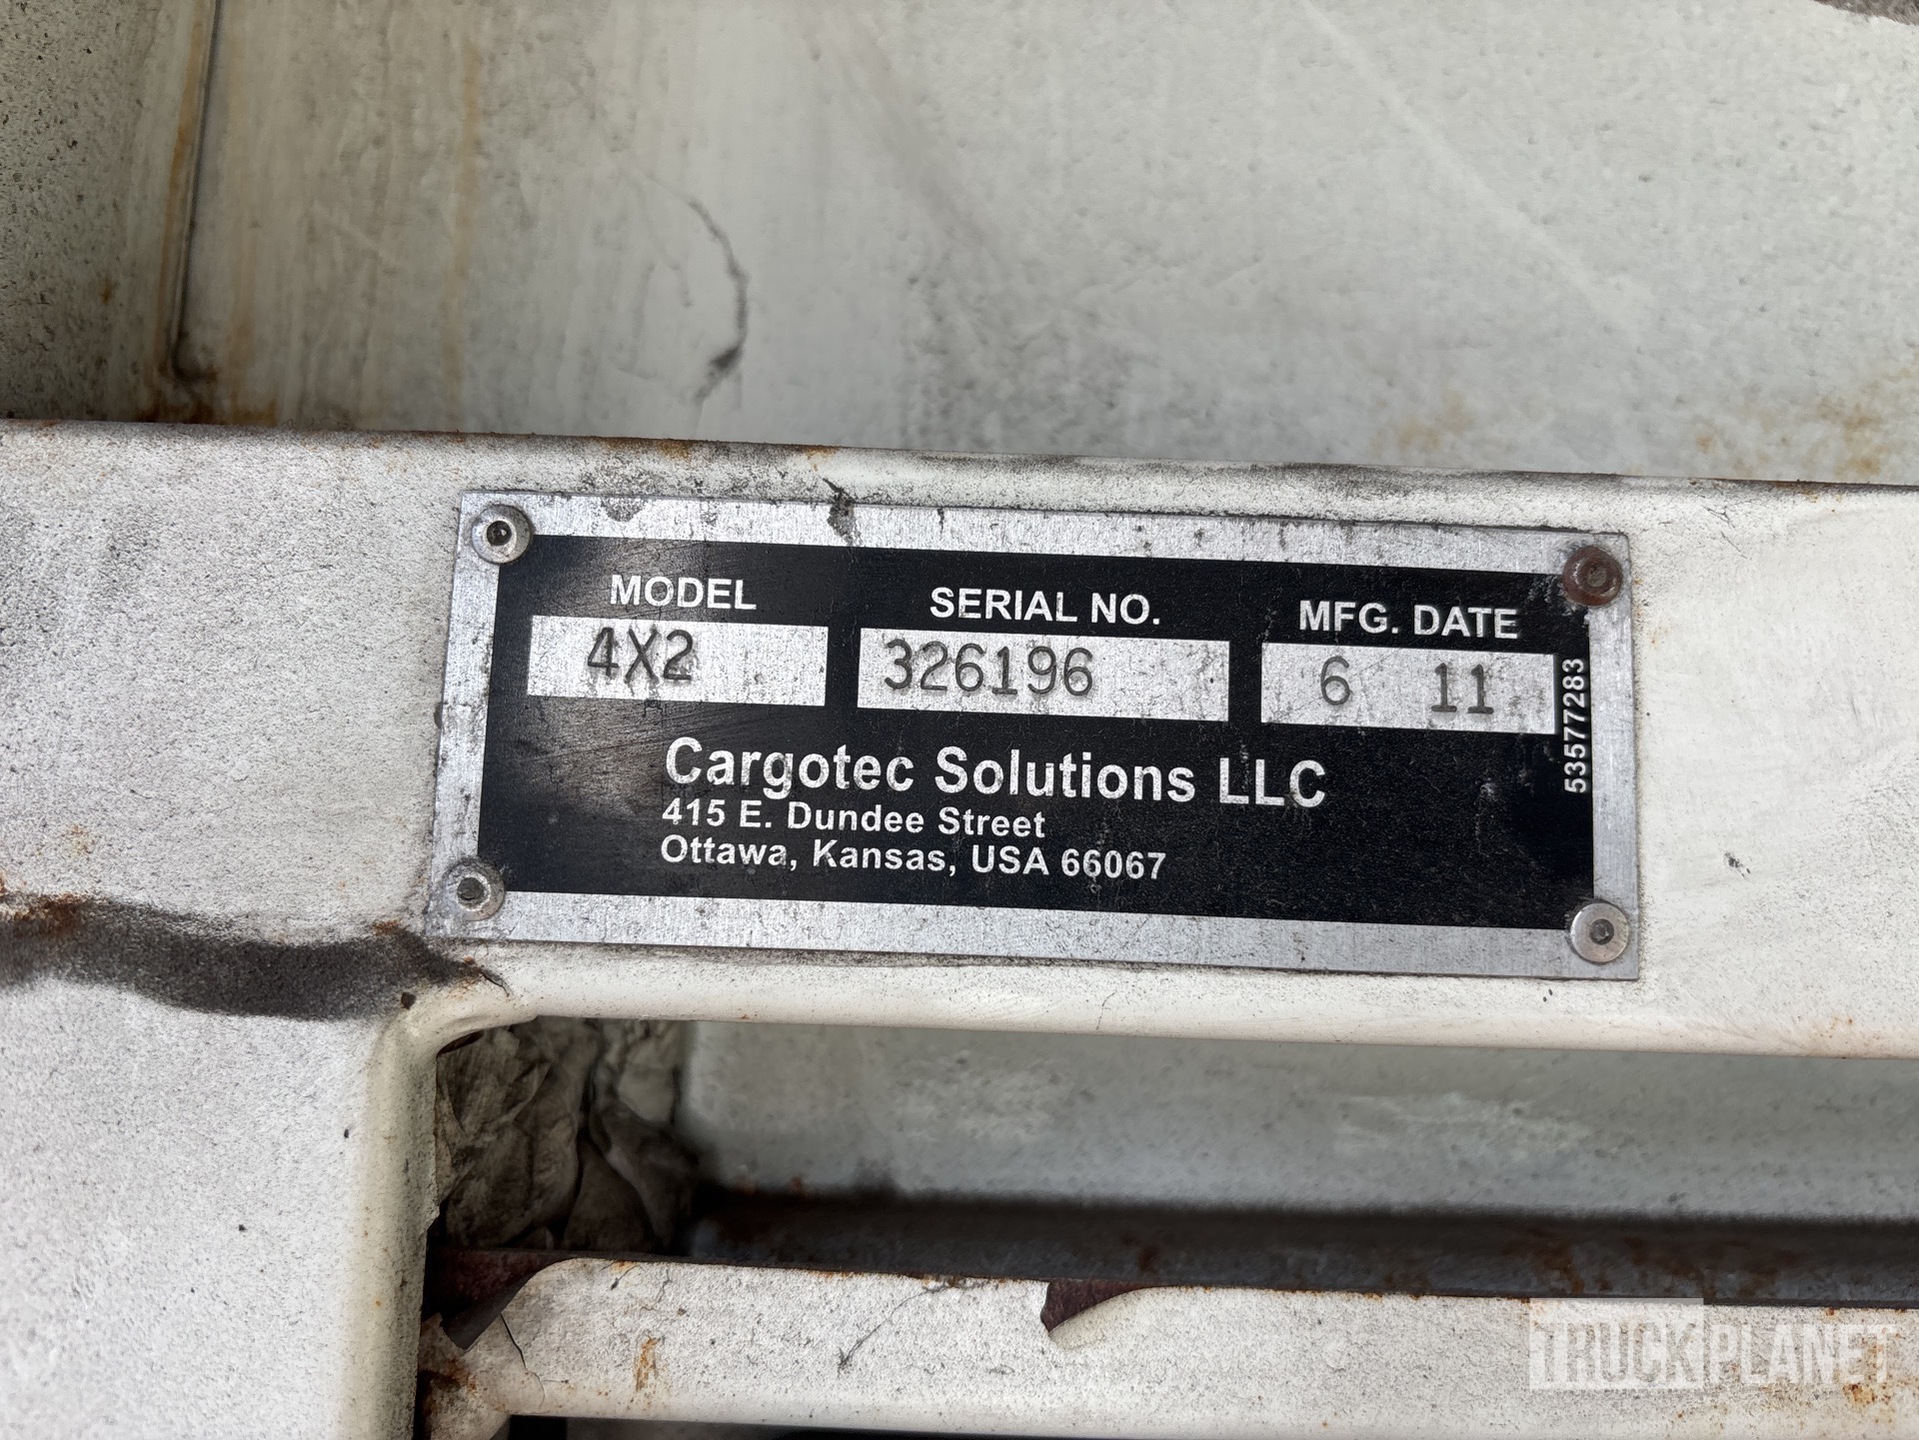 MODEL SERIAL NO. MFG. DATE
4X2 326196 6 11
53577283
Cargotec Solutions LLC
415 E. Dundee Street
Ottawa, Kansas, USA 66067
TRUCKPLANET